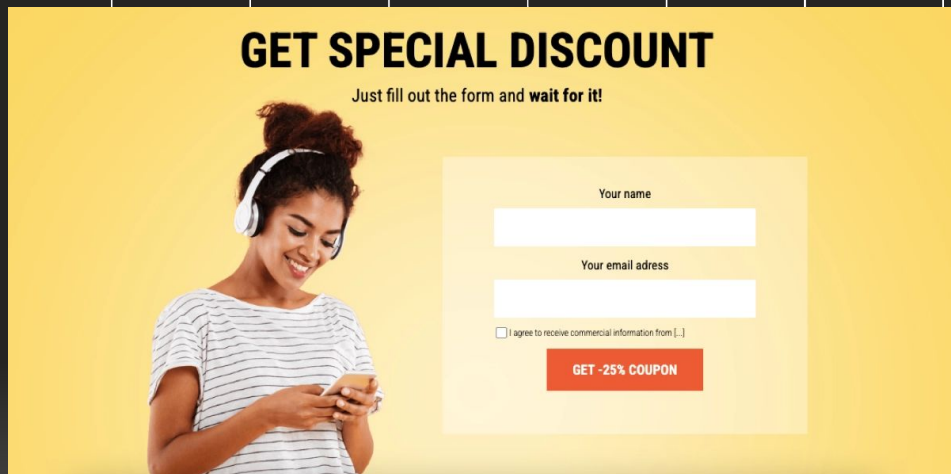 GET SPECIAL DISCOUNT
Just fill out the form and wait for it!
Your name
Your email adress
I agree to receive commercial information from [...]
GET -25% COUPON